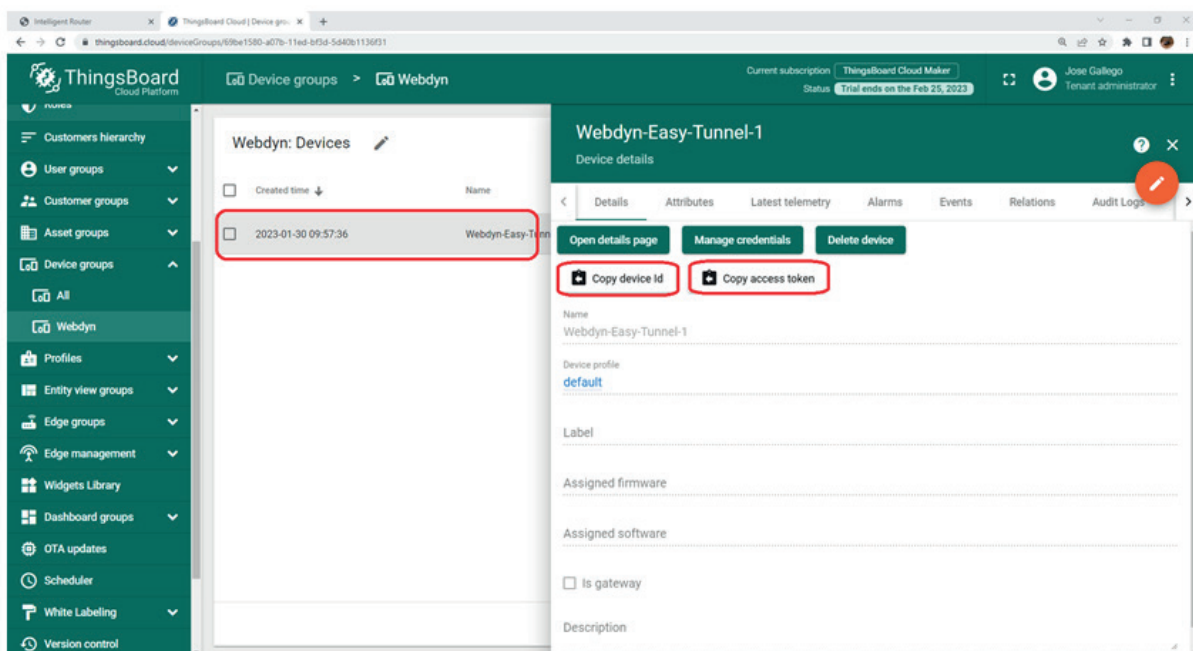 Intelligent Router
ThingsBoard Cloud | Device gro
thingsboard.cloud/deviceGroups/69be1580-a07b-11ed-bf3d-5d40b1136f31
ThingsBoard
Cloud Platform
Device groups > Webdyn
Current subscription ThingsBoard Cloud Maker
Status Trial ends on the Feb 25, 2023
Jose Gallego
Tenant administrator
Roles
Customers hierarchy
User groups
Customer groups
Asset groups
Device groups
All
Webdyn
Profiles
Entity view groups
Edge groups
Edge management
Widgets Library
Dashboard groups
OTA updates
Scheduler
White Labeling
Version control
Webdyn: Devices
Created time Name
2023-01-30 09:57:36 Webdyn-Easy-Tunn
Webdyn-Easy-Tunnel-1
Device details
Details Attributes Latest telemetry Alarms Events Relations Audit Logs
Open details page Manage credentials Delete device
Copy device Id Copy access token
Name
Webdyn-Easy-Tunnel-1
Device profile
default
Label
Assigned firmware
Assigned software
Is gateway
Description